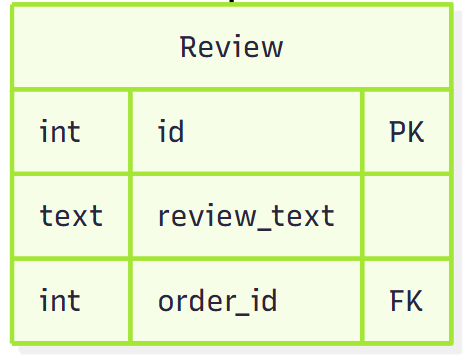 Review
int id PK
text review_text
int order_id FK